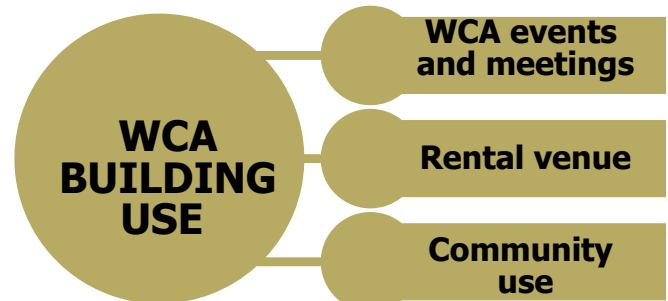 WCA
BUILDING
USE
WCA events
and meetings
Rental venue
Community
use